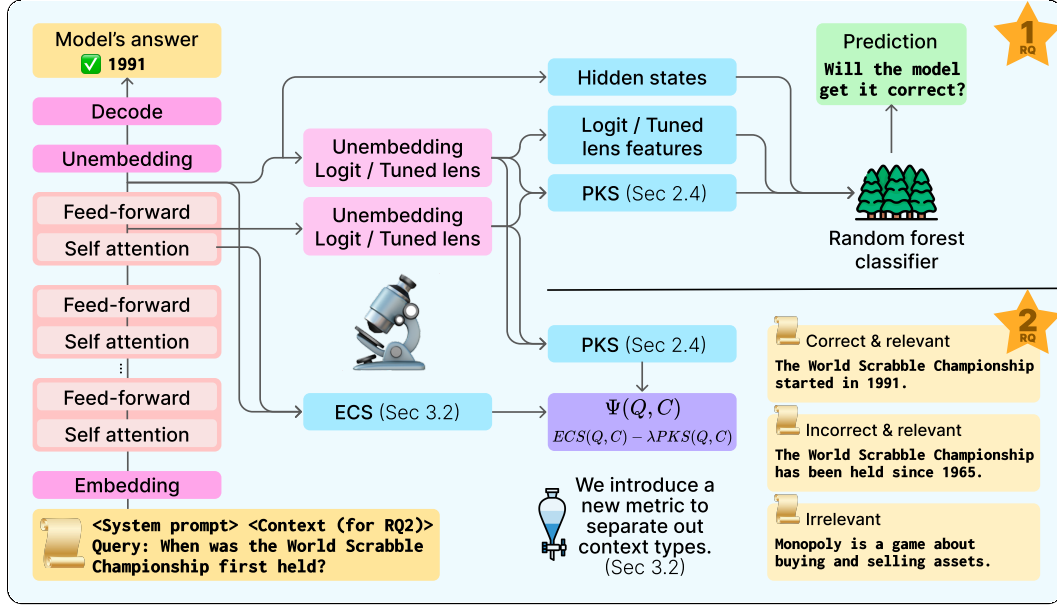 Model's answer
✅ 1991
Decode
Unembedding
Feed-forward
Self attention
Feed-forward
Self attention
⋮
Feed-forward
Self attention
Embedding
<System prompt> <Context (for RQ2)>
Query: When was the World Scrabble
Championship first held?
Unembedding
Logit / Tuned lens
Unembedding
Logit / Tuned lens
ECS (Sec 3.2)
Hidden states
Logit / Tuned
lens features
PKS (Sec 2.4)
Prediction
Will the model
get it correct?
Random forest
classifier
1
RQ
PKS (Sec 2.4)
Ψ(Q, C)
ECS(Q, C) − λPKS(Q, C)
We introduce a
new metric to
separate out
context types.
(Sec 3.2)
2
RQ
Correct & relevant
The World Scrabble Championship
started in 1991.
Incorrect & relevant
The World Scrabble Championship
has been held since 1965.
Irrelevant
Monopoly is a game about
buying and selling assets.